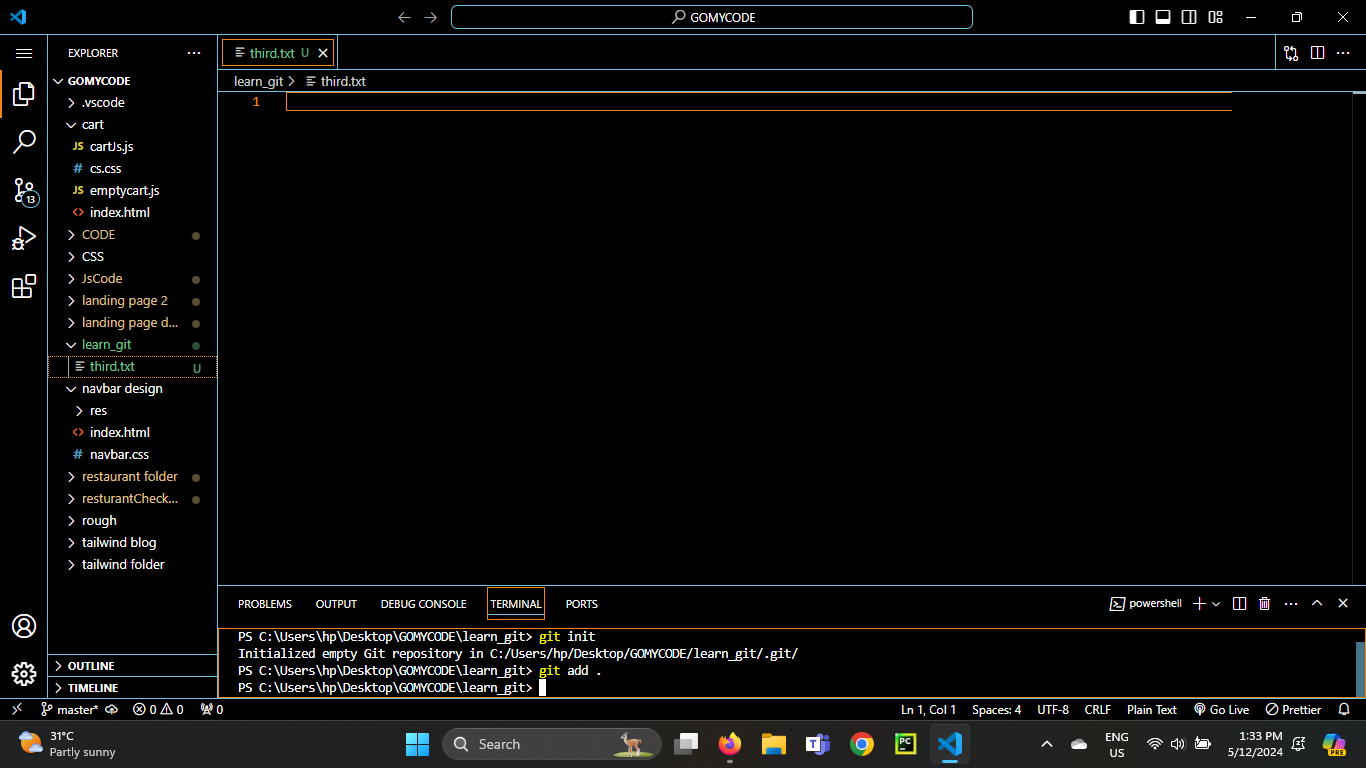 GOMYCODE
EXPLORER
GOMYCODE
.vscode
cart
JS cartJs.js
# cs.css
JS emptycart.js
<> index.html
CODE
CSS
JsCode
landing page 2
landing page d...
learn_git
third.txt U
navbar design
res
<> index.html
# navbar.css
restaurant folder
resturantCheck...
rough
tailwind blog
tailwind folder
OUTLINE
TIMELINE
13
third.txt U
learn_git > third.txt
1
PROBLEMS OUTPUT DEBUG CONSOLE TERMINAL PORTS
powershell
PS C:\Users\hp\Desktop\GOMYCODE\learn_git> git init
Initialized empty Git repository in C:/Users/hp/Desktop/GOMYCODE/learn_git/.git/
PS C:\Users\hp\Desktop\GOMYCODE\learn_git> git add .
PS C:\Users\hp\Desktop\GOMYCODE\learn_git>
master* 0 0 0 Ln 1, Col 1 Spaces: 4 UTF-8 CRLF Plain Text Go Live Prettier
31°C
Partly sunny
Search
PC
ENG
US
1:33 PM
5/12/2024
PRE